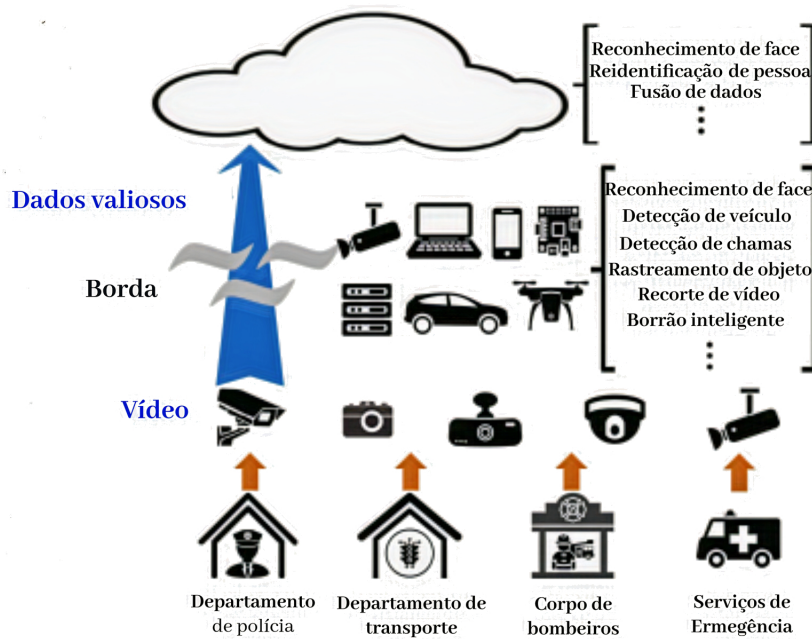 Reconhecimento de face
Reidentificação de pessoa
Fusão de dados
Dados valiosos
Reconhecimento de face
Detecção de veículo
Detecção de chamas
Rastreamento de objeto
Recorte de vídeo
Borrão inteligente
Borda
Vídeo
Departamento
de polícia
Departamento de
transporte
Corpo de
bombeiros
Serviços de
Ermegência